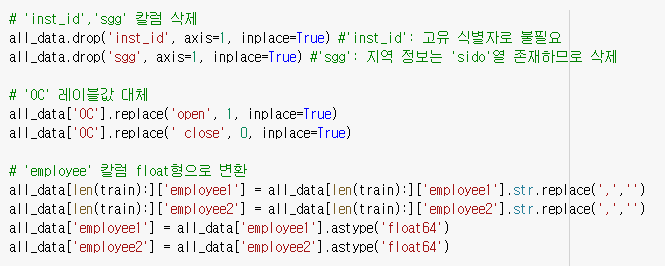 # 'inst_id','sgg' 칼럼 삭제
all_data.drop('inst_id', axis=1, inplace=True) #'inst_id': 고유 식별자로 불필요
all_data.drop('sgg', axis=1, inplace=True) #'sgg': 지역 정보는 'sido'열 존재하므로 삭제
# 'OC' 레이블값 대체
all_data['OC'].replace('open', 1, inplace=True)
all_data['OC'].replace(' close', 0, inplace=True)
# 'employee' 칼럼 float형으로 변환
all_data[len(train):]['employee1'] = all_data[len(train):]['employee1'].str.replace(',','')
all_data[len(train):]['employee2'] = all_data[len(train):]['employee2'].str.replace(',','')
all_data['employee1'] = all_data['employee1'].astype('float64')
all_data['employee2'] = all_data['employee2'].astype('float64')